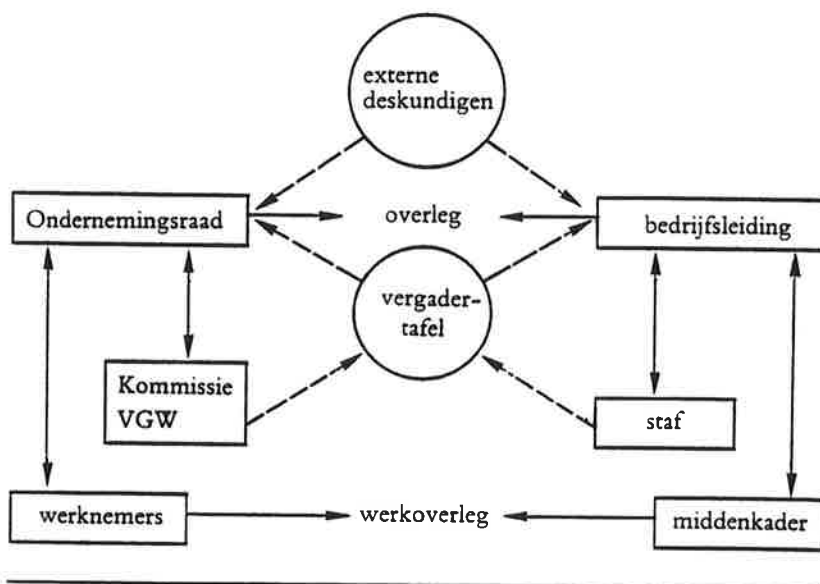 externe
deskundigen
Ondernemingsraad
overleg
bedrijfsleiding
vergader-
tafel
Kommissie
VGW
staf
werknemers
werkoverleg
middenkader